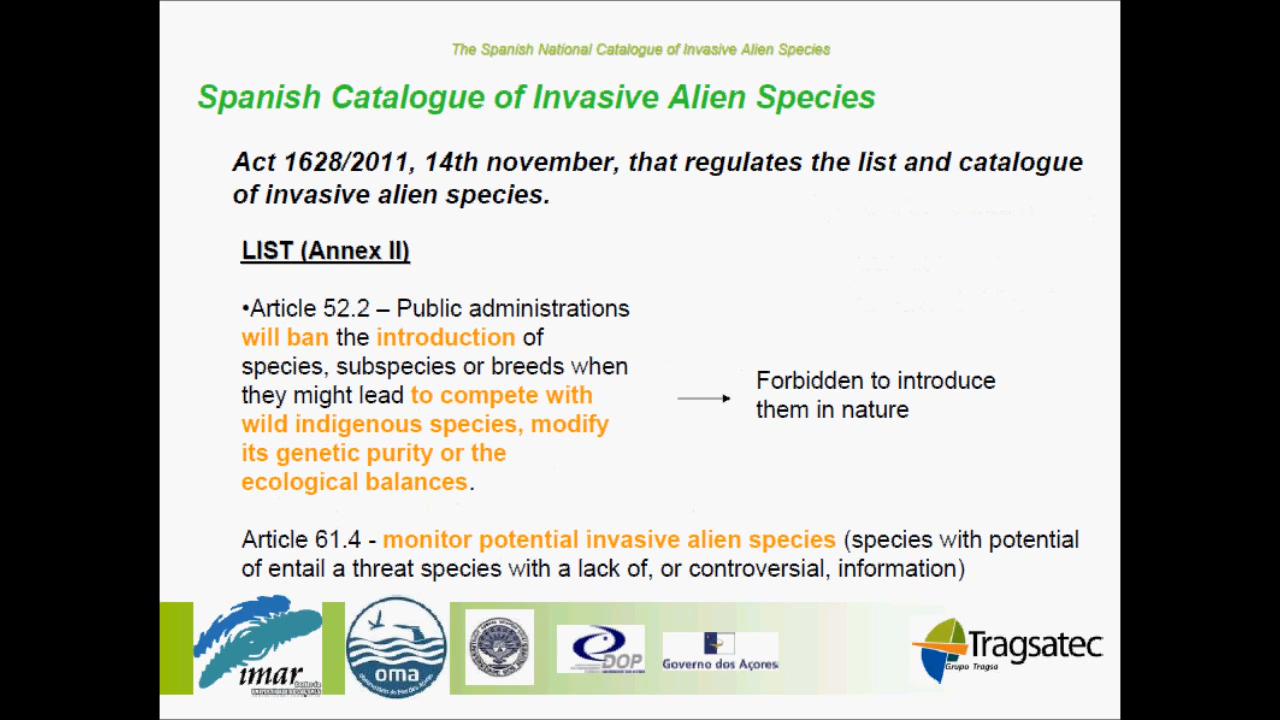 The Spanish National Catalogue of Invasive Alien Species
Spanish Catalogue of Invasive Alien Species
Act 1628/2011, 14th november, that regulates the list and catalogue
of invasive alien species.
LIST (Annex II)
•Article 52.2 – Public administrations
will ban the introduction of
species, subspecies or breeds when
they might lead to compete with
wild indigenous species, modify
its genetic purity or the
ecological balances.
Forbidden to introduce
them in nature
Article 61.4 - monitor potential invasive alien species (species with potential
of entail a threat species with a lack of, or controversial, information)
imar
oma
DOP
Governo dos Açores
Tragsatec
Grupo Tragsa